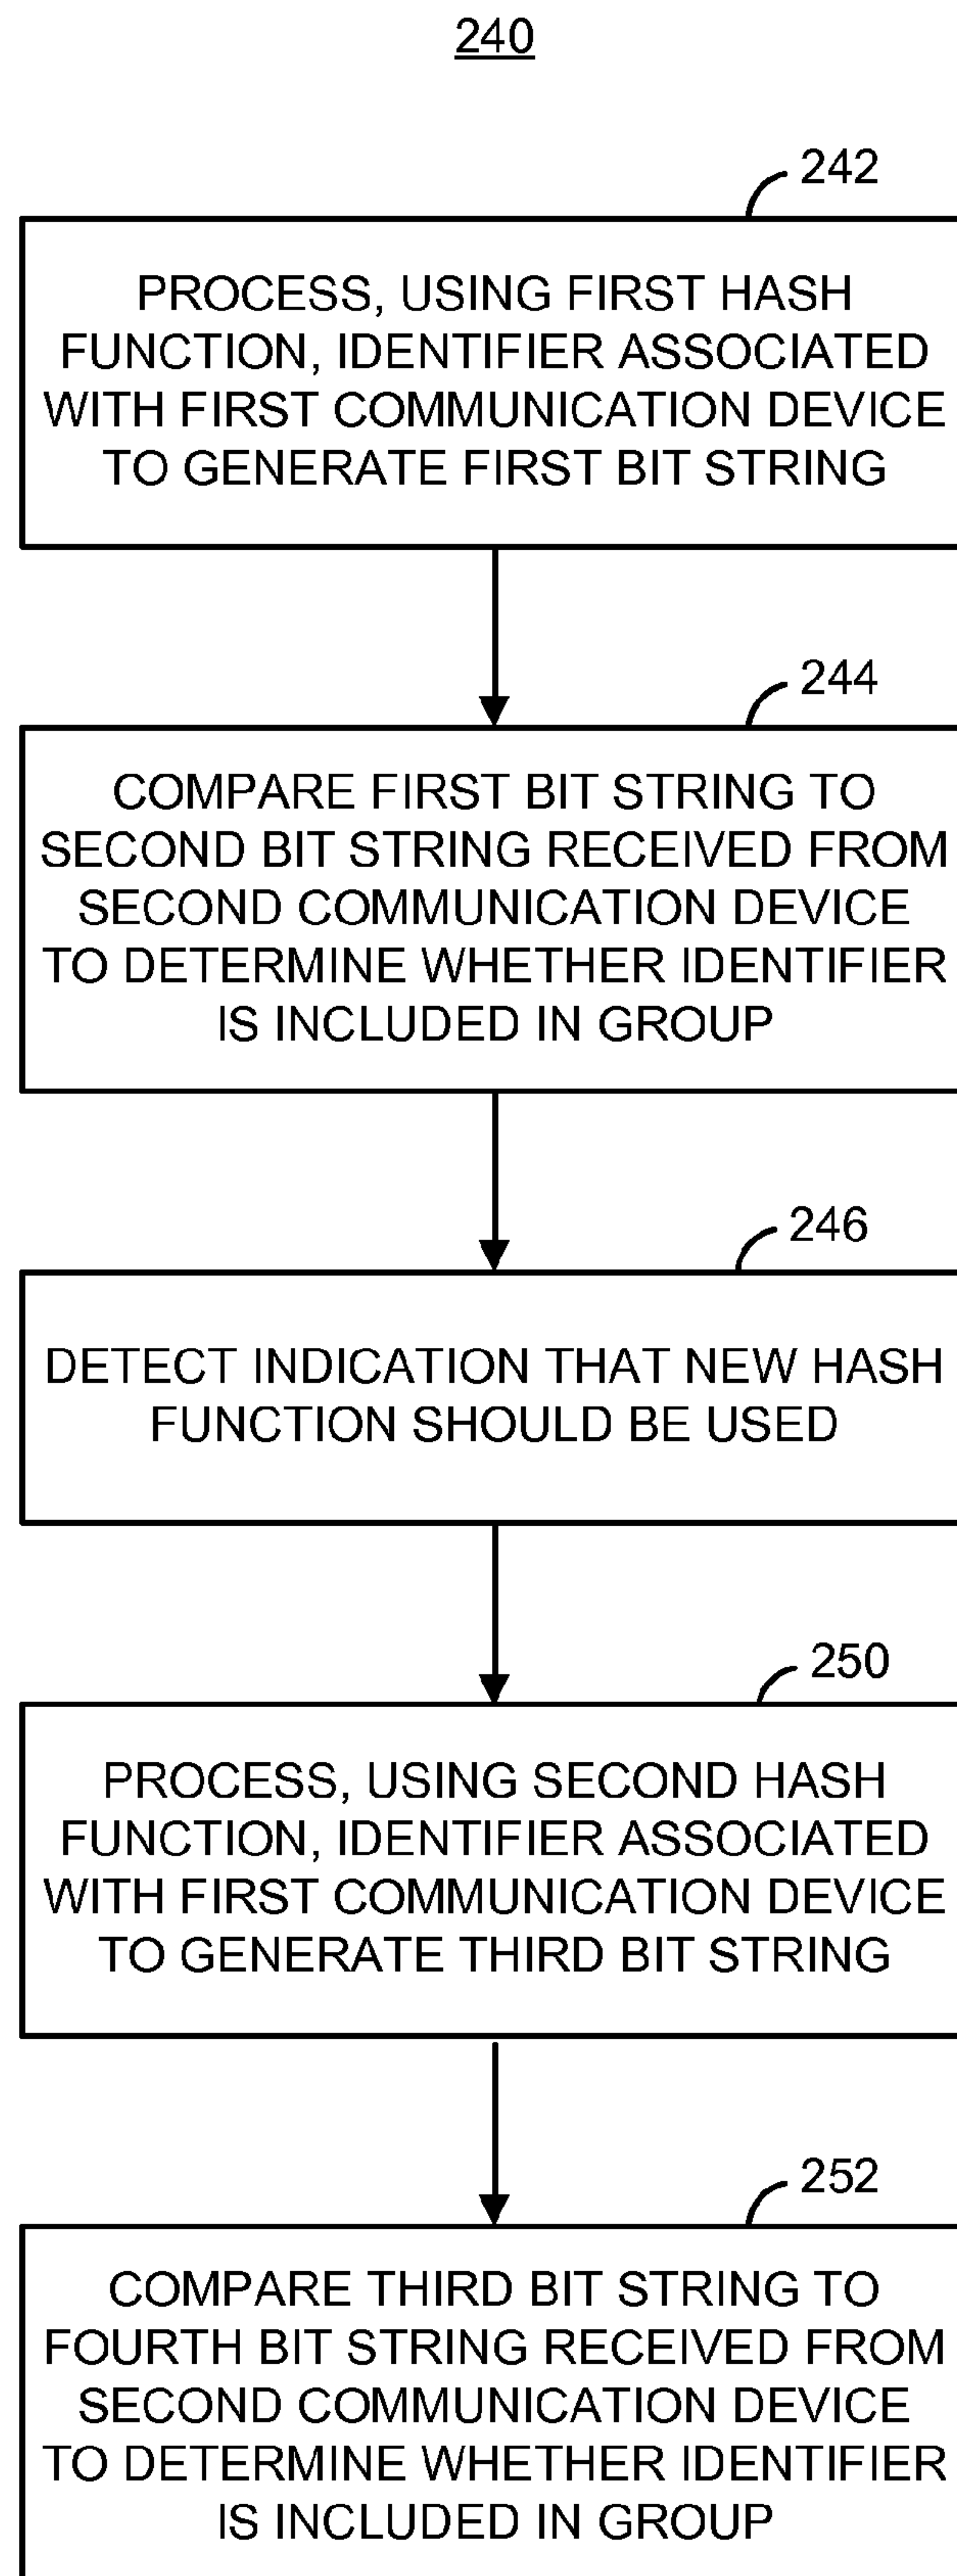 240
242
PROCESS, USING FIRST HASH
FUNCTION, IDENTIFIER ASSOCIATED
WITH FIRST COMMUNICATION DEVICE
TO GENERATE FIRST BIT STRING
244
COMPARE FIRST BIT STRING TO
SECOND BIT STRING RECEIVED FROM
SECOND COMMUNICATION DEVICE
TO DETERMINE WHETHER IDENTIFIER
IS INCLUDED IN GROUP
246
DETECT INDICATION THAT NEW HASH
FUNCTION SHOULD BE USED
250
PROCESS, USING SECOND HASH
FUNCTION, IDENTIFIER ASSOCIATED
WITH FIRST COMMUNICATION DEVICE
TO GENERATE THIRD BIT STRING
252
COMPARE THIRD BIT STRING TO
FOURTH BIT STRING RECEIVED FROM
SECOND COMMUNICATION DEVICE
TO DETERMINE WHETHER IDENTIFIER
IS INCLUDED IN GROUP